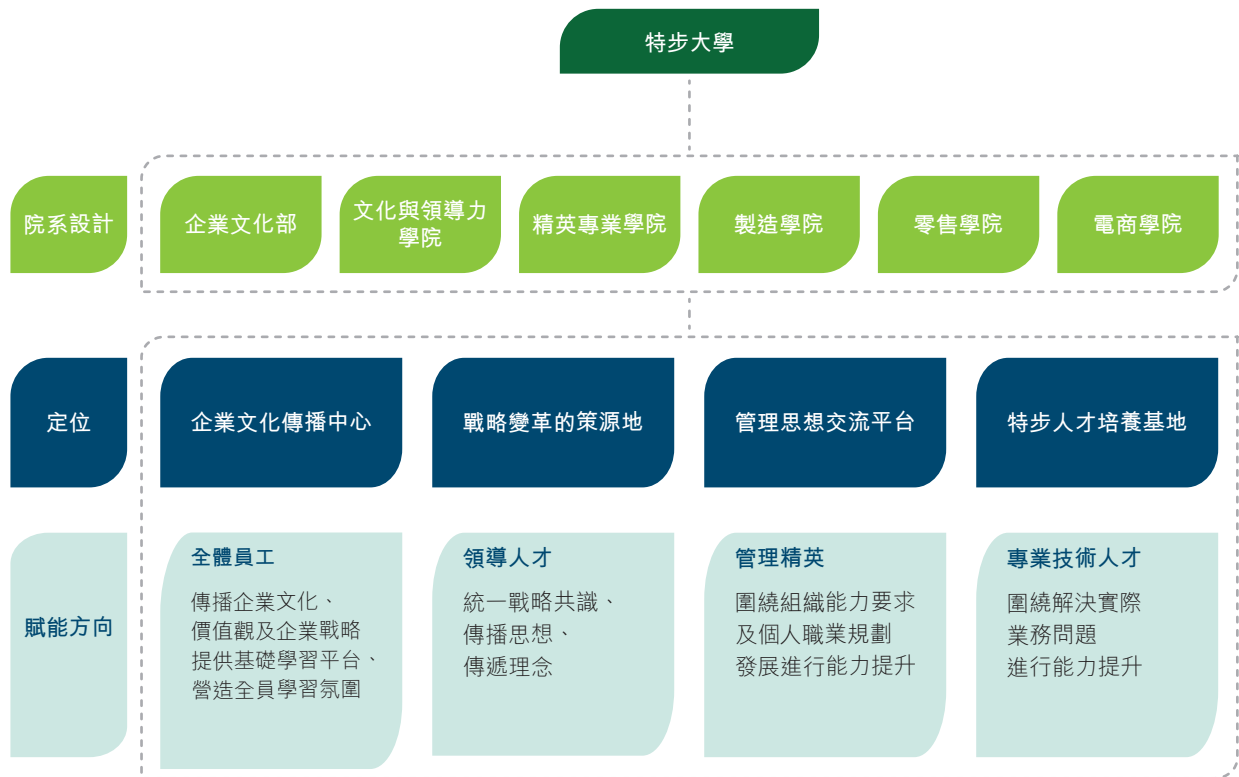 特步大學
院系設計
企業文化部
文化與領導力
學院
精英專業學院
製造學院
零售學院
電商學院
定位
企業文化傳播中心
戰略變革的策源地
管理思想交流平台
特步人才培養基地
賦能方向
全體員工
傳播企業文化、
價值觀及企業戰略
提供基礎學習平台、
營造全員學習氛圍
領導人才
統一戰略共識、
傳播思想、
傳遞理念
管理精英
圍繞組織能力要求
及個人職業規劃
發展進行能力提升
專業技術人才
圍繞解決實際
業務問題
進行能力提升